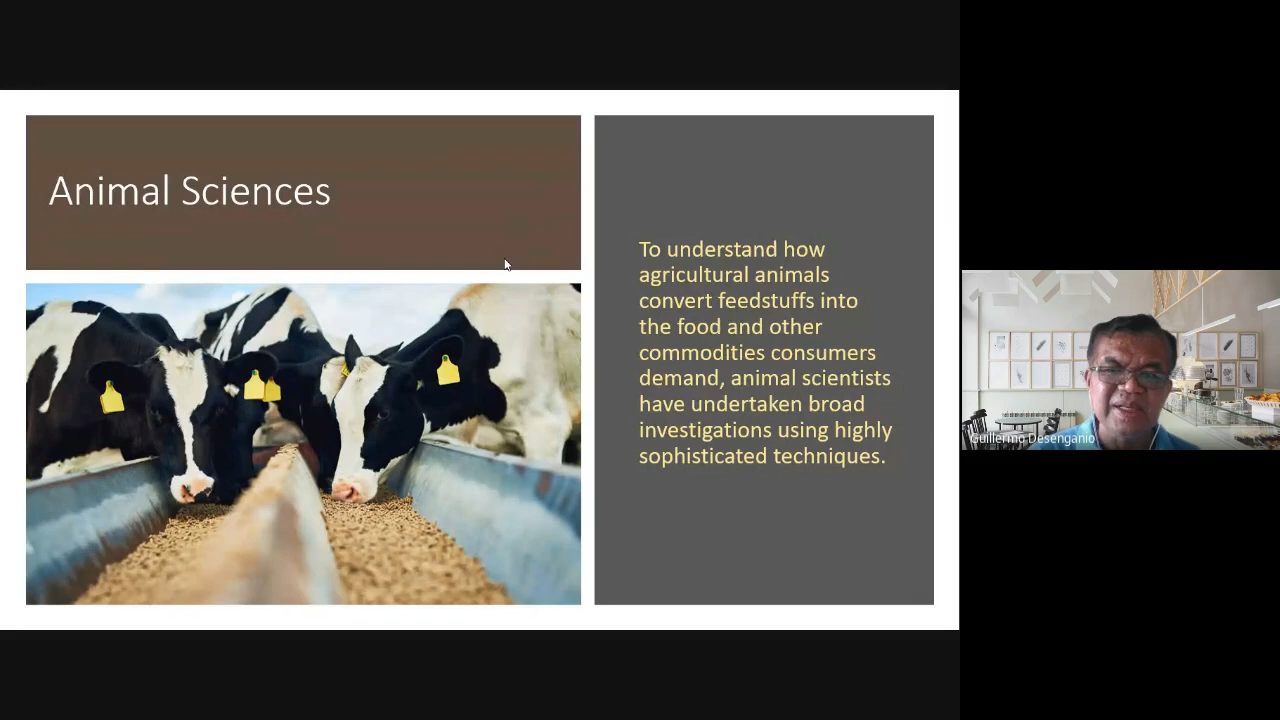 Animal Sciences
To understand how
agricultural animals
convert feedstuffs into
the food and other
commodities consumers
demand, animal scientists
have undertaken broad
investigations using highly
sophisticated techniques.
Guillermo Desenganio